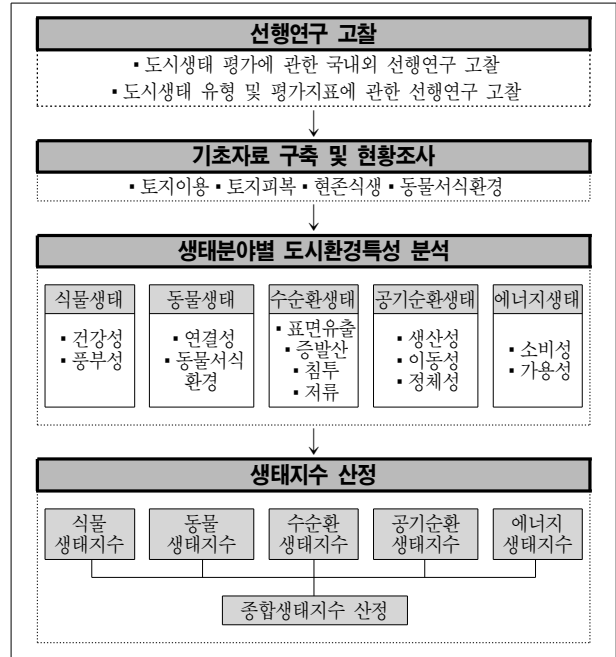 선행연구 고찰
▪ 도시생태 평가에 관한 국내외 선행연구 고찰
▪ 도시생태 유형 및 평가지표에 관한 선행연구 고찰
기초자료 구축 및 현황조사
▪ 토지이용 ▪ 토지피복 ▪ 현존식생 ▪ 동물서식환경
생태분야별 도시환경특성 분석
식물생태
▪ 건강성
▪ 풍부성
동물생태
▪ 연결성
▪ 동물서식
환경
수순환생태
▪ 표면유출
▪ 증발산
▪ 침투
▪ 저류
공기순환생태
▪ 생산성
▪ 이동성
▪ 정체성
에너지생태
▪ 소비성
▪ 가용성
생태지수 산정
식물
생태지수
동물
생태지수
수순환
생태지수
공기순환
생태지수
에너지
생태지수
종합생태지수 산정